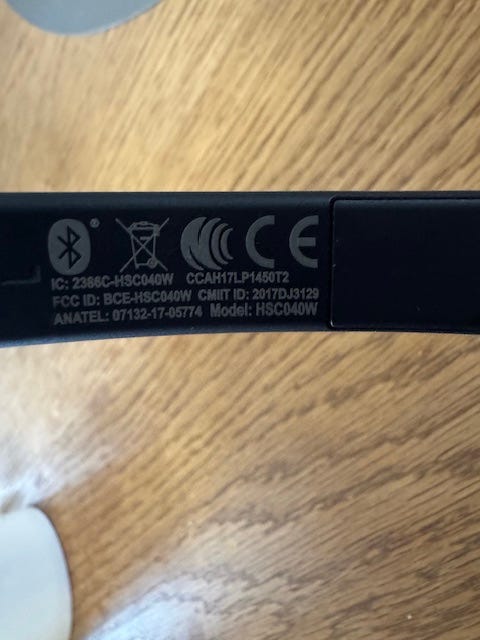 ®
IC: 2366C-HSC040W CCAH17LP1450T2
FCC ID: BCE-HSC040W CMIIT ID: 2017DJ3129
ANATEL: 07132-17-05774 Model: HSC040W
L